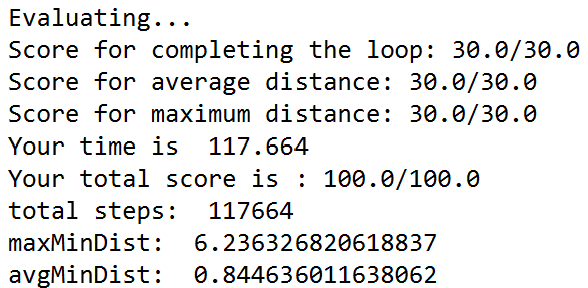 Evaluating...
Score for completing the loop: 30.0/30.0
Score for average distance: 30.0/30.0
Score for maximum distance: 30.0/30.0
Your time is  117.664
Your total score is : 100.0/100.0
total steps:  117664
maxMinDist:  6.236326820618837
avgMinDist:  0.844636011638062